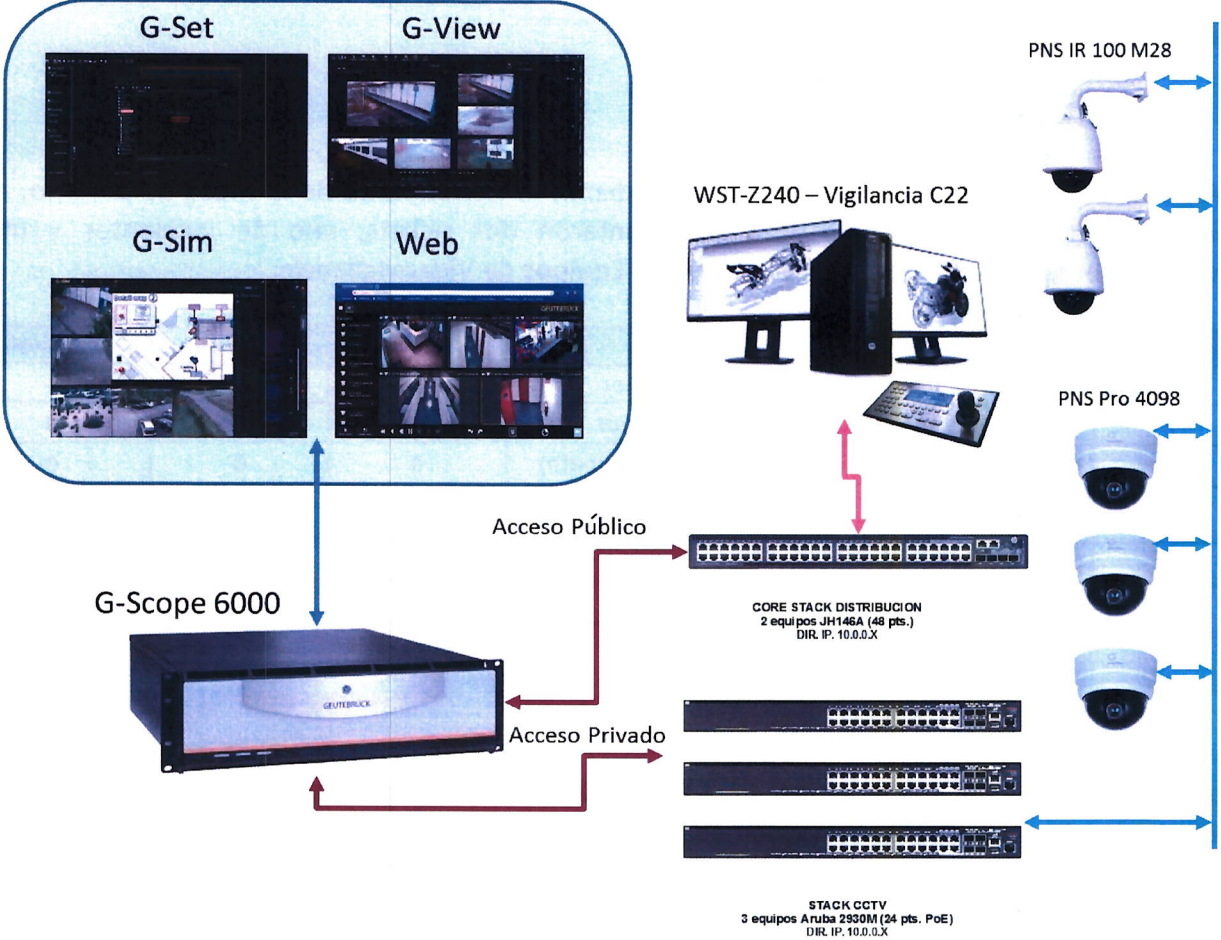 G-Set
G-View
G-Sim
Web
GEUTEBRÜCK
PNS IR 100 M28
WST-Z240 – Vigilancia C22
PNS Pro 4098
Acceso Público
G-Scope 6000
GEUTEBRUCK
CORE STACK DISTRIBUCION
2 equipos JH146A (48 pts.)
DIR. IP. 10.0.0.X
Acceso Privado
STACK CCTV
3 equipos Aruba 2930M (24 pts. PoE)
DIR. IP. 10.0.0.X